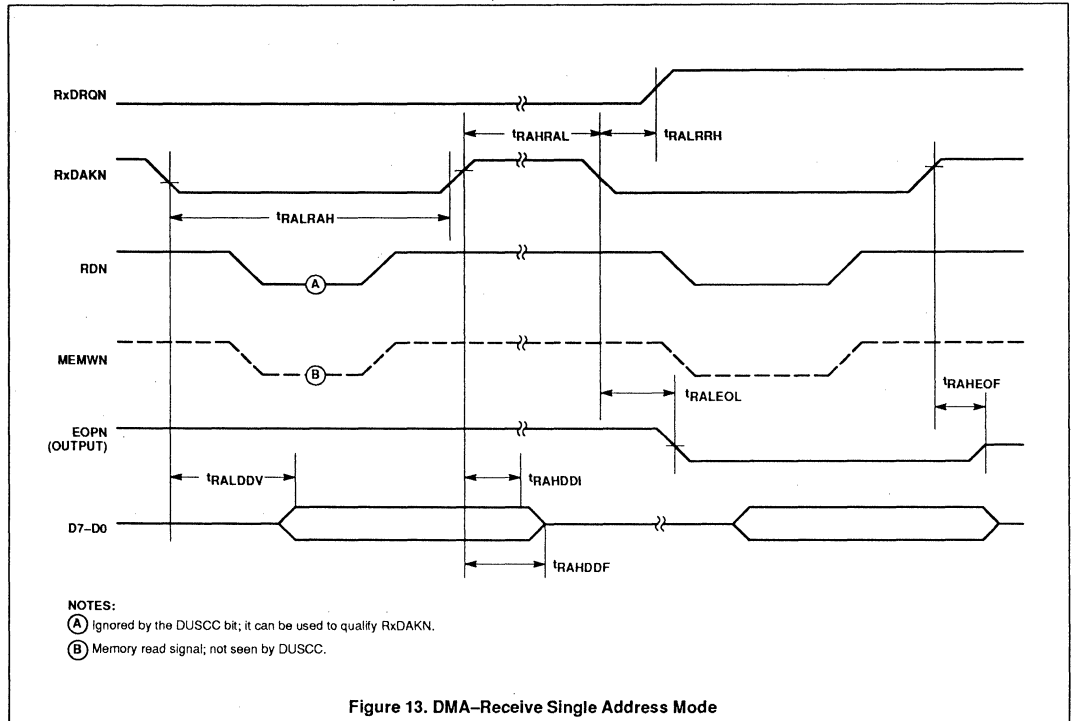 RxDRQN
tRAHRAL
tRALRRH
RxDAKN
tRALRAH
RDN
A
MEMWN
B
tRALEOL
tRAHEOF
EOPN
(OUTPUT)
tRALDDV
tRAHDDI
D7–D0
tRAHDDF
NOTES:
A Ignored by the DUSCC bit; it can be used to qualify RxDAKN.
B Memory read signal; not seen by DUSCC.
Figure 13. DMA–Receive Single Address Mode